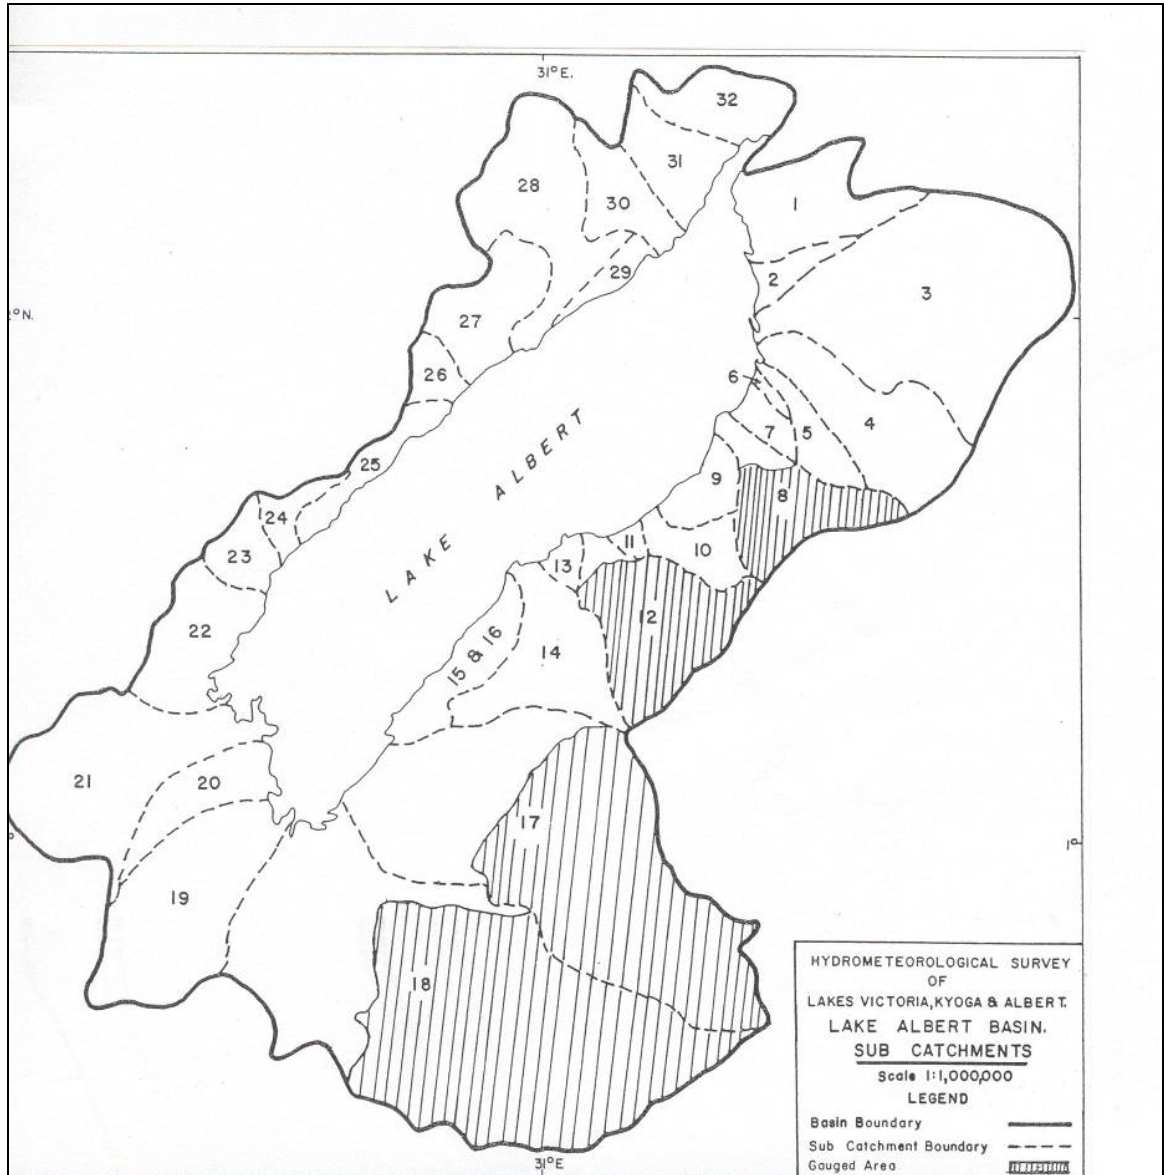 31°E.
32
31
28
30
1
29
2
3
2°N.
27
26
6
4
7
5
25
9
8
24
10
11
23
13
12
22
14
15 & 16
LAKE ALBERT
21
20
17
1°
19
18
HYDROMETEOROLOGICAL SURVEY
OF
LAKES VICTORIA, KYOGA & ALBERT.
LAKE ALBERT BASIN.
SUB CATCHMENTS
Scale 1:1,000,000
LEGEND
Basin Boundary
Sub Catchment Boundary
Gauged Area
31°E